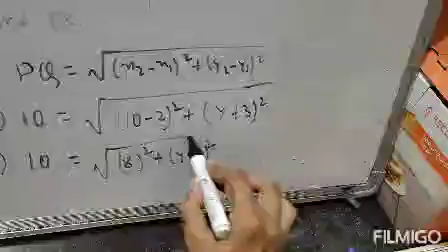 PQ = √(x₂ - x₁)² + (y₂ - y₁)²
) 10 = √(10 - 2)² + (y + 3)²
) 10 = √(8)² + (y
FILMIGO